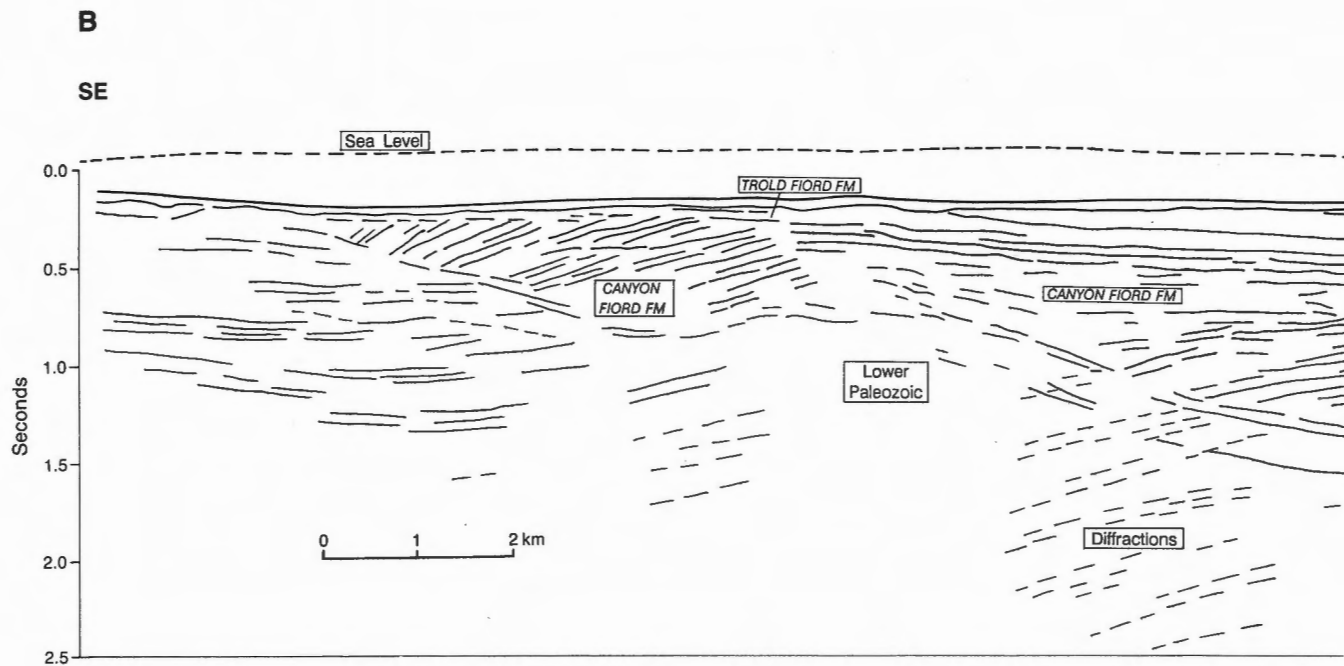 B
SE
Sea Level
0.0
TROLD FIORD FM
0.5
CANYON
FIORD FM
CANYON FIORD FM
1.0
Lower
Paleozoic
Seconds
1.5
0 1 2 km
Diffractions
2.0
2.5